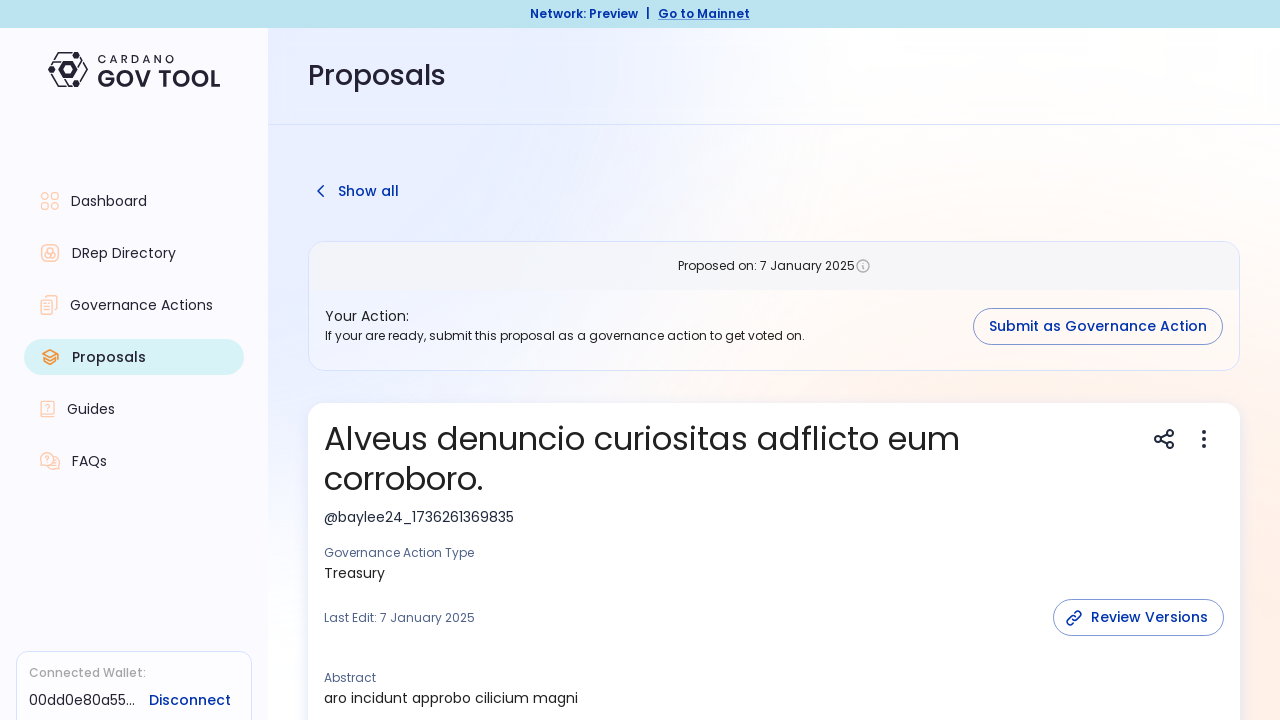 Network: Preview | Go to Mainnet
CARDANO
GOV TOOL
Proposals
Dashboard
DRep Directory
Governance Actions
Proposals
Guides
FAQs
Connected Wallet:
00dd0e80a55... Disconnect
Show all
Proposed on: 7 January 2025
Your Action:
If your are ready, submit this proposal as a governance action to get voted on.
Submit as Governance Action
Alveus denuncio curiositas adflicto eum
corroboro.
@baylee24_1736261369835
Governance Action Type
Treasury
Last Edit: 7 January 2025
Review Versions
Abstract
aro incidunt approbo cilicium magni